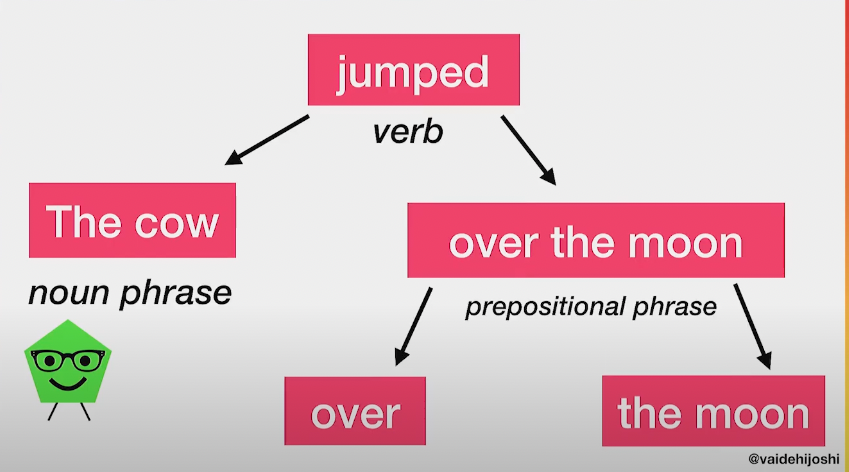 jumped
verb
The cow
noun phrase
over the moon
prepositional phrase
over
the moon
@vaidehijoshi